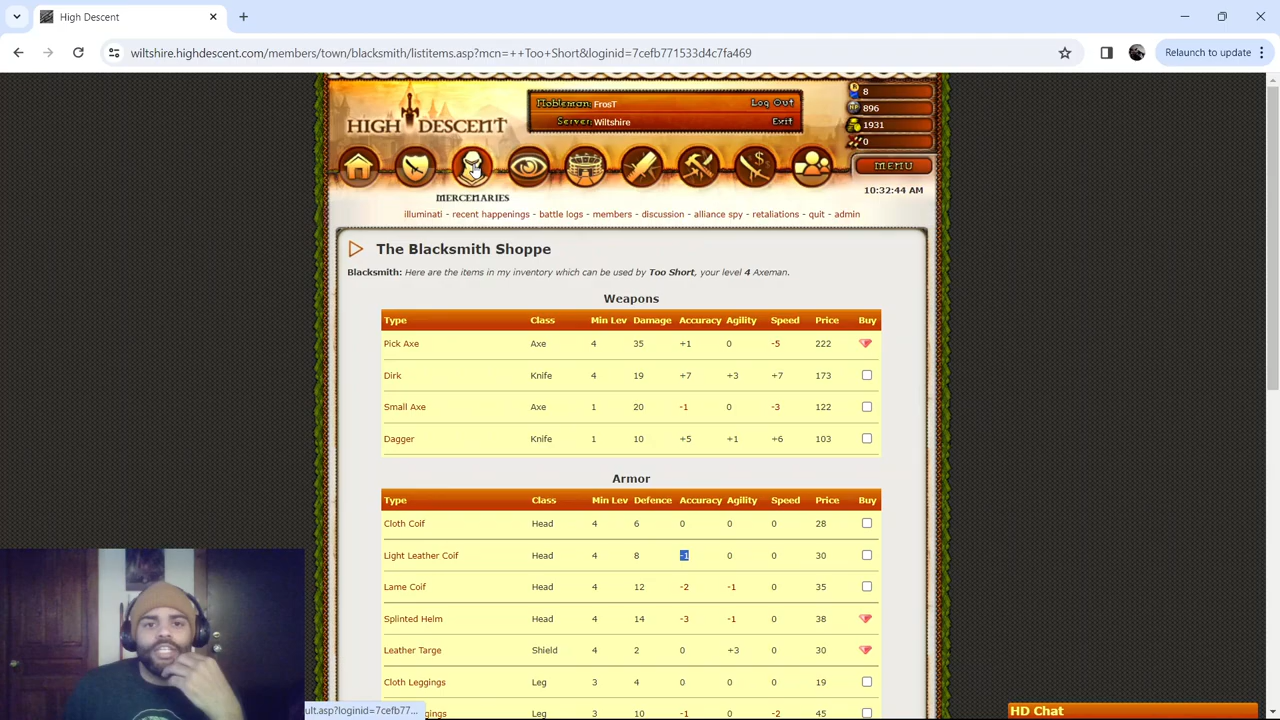 High Descent
wiltshire.highdescent.com/members/town/blacksmith/listitems.asp?mcn=++Too+Short&loginid=7cefb771533d4c7fa469
Relaunch to update
HIGH DESCENT
Nobleman: FrosT
Log Out
Server: Wiltshire
Exit
8
896
1931
0
MENU
MERCENARIES
10:32:44 AM
illuminati - recent happenings - battle logs - members - discussion - alliance spy - retaliations - quit - admin
The Blacksmith Shoppe
Blacksmith: Here are the items in my inventory which can be used by Too Short, your level 4 Axeman.
Weapons
Type Class Min Lev Damage Accuracy Agility Speed Price Buy
Pick Axe Axe 4 35 +1 0 -5 222
Dirk Knife 4 19 +7 +3 +7 173
Small Axe Axe 1 20 -1 0 -3 122
Dagger Knife 1 10 +5 +1 +6 103
Armor
Type Class Min Lev Defence Accuracy Agility Speed Price Buy
Cloth Coif Head 4 6 0 0 0 28
Light Leather Coif Head 4 8 -1 0 0 30
Lame Coif Head 4 12 -2 -1 0 35
Splinted Helm Head 4 14 -3 -1 0 38
Leather Targe Shield 4 2 0 +3 0 30
Cloth Leggings Leg 3 4 0 0 0 19
gings Leg 3 10 -1 0 -2 45
ult.asp?loginid=7cefb77...
HD Chat